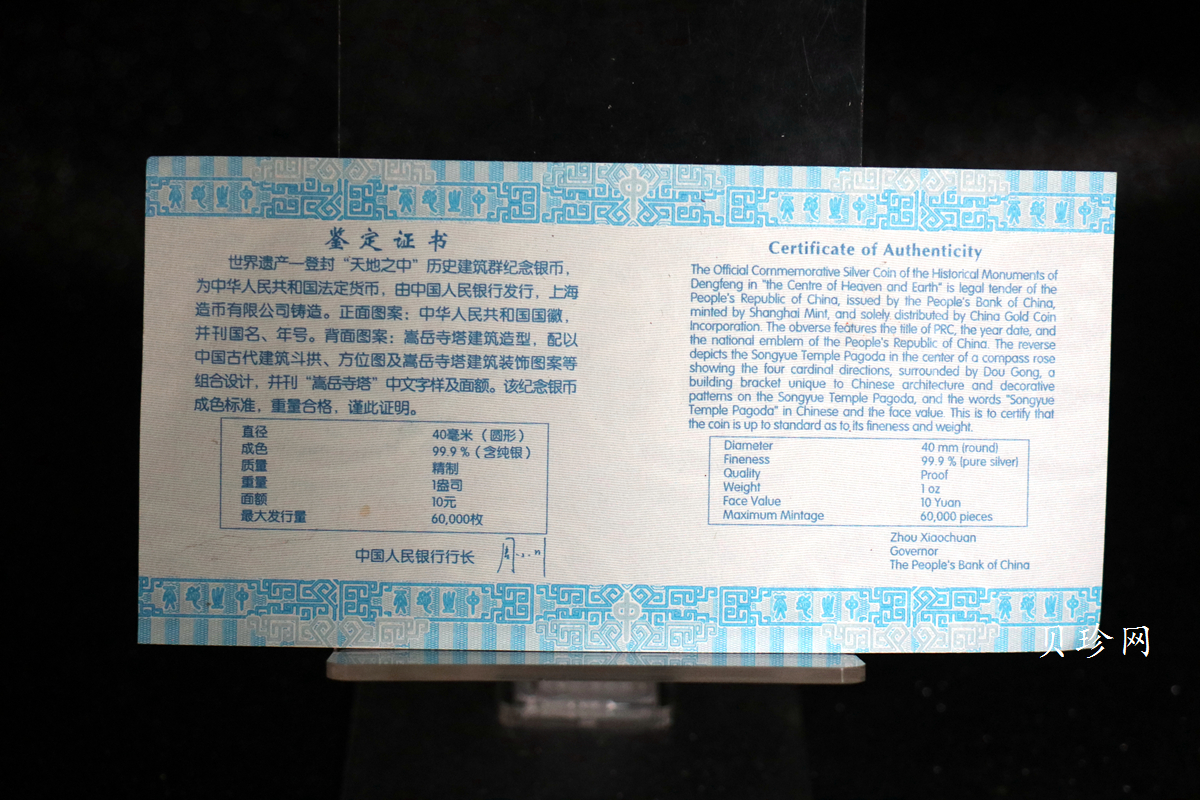 鉴定证书
世界遗产—登封“天地之中”历史建筑群纪念银币，
为中华人民共和国法定货币，由中国人民银行发行，上海
造币有限公司铸造。正面图案：中华人民共和国国徽，
并刊国名、年号。背面图案：嵩岳寺塔建筑造型，配以
中国古代建筑斗拱、方位图及嵩岳寺塔建筑装饰图案等
组合设计，并刊“嵩岳寺塔”中文字样及面额。该纪念银币
成色标准，重量合格，谨此证明。
直径 40毫米（圆形）
成色 99.9％（含纯银）
质量 精制
重量 1盎司
面额 10元
最大发行量 60,000枚
中国人民银行行长
Certificate of Authenticity
The Official Commemorative Silver Coin of the Historical Monuments of
Dengfeng in "the Centre of Heaven and Earth" is legal tender of the
People's Republic of China, issued by the People's Bank of China,
minted by Shanghai Mint, and solely distributed by China Gold Coin
Incorporation. The obverse features the title of PRC, the year date, and
the national emblem of the People's Republic of China. The reverse
depicts the Songyue Temple Pagoda in the center of a compass rose
showing the four cardinal directions, surrounded by Dou Gong, a
building bracket unique to Chinese architecture and decorative
patterns on the Songyue Temple Pagoda, and the words "Songyue
Temple Pagoda" in Chinese and the face value. This is to certify that
the coin is up to standard as to its fineness and weight.
Diameter 40 mm (round)
Fineness 99.9 % (pure silver)
Quality Proof
Weight 1 oz
Face Value 10 Yuan
Maximum Mintage 60,000 pieces
Zhou Xiaochuan
Governor
The People's Bank of China
贝珍网